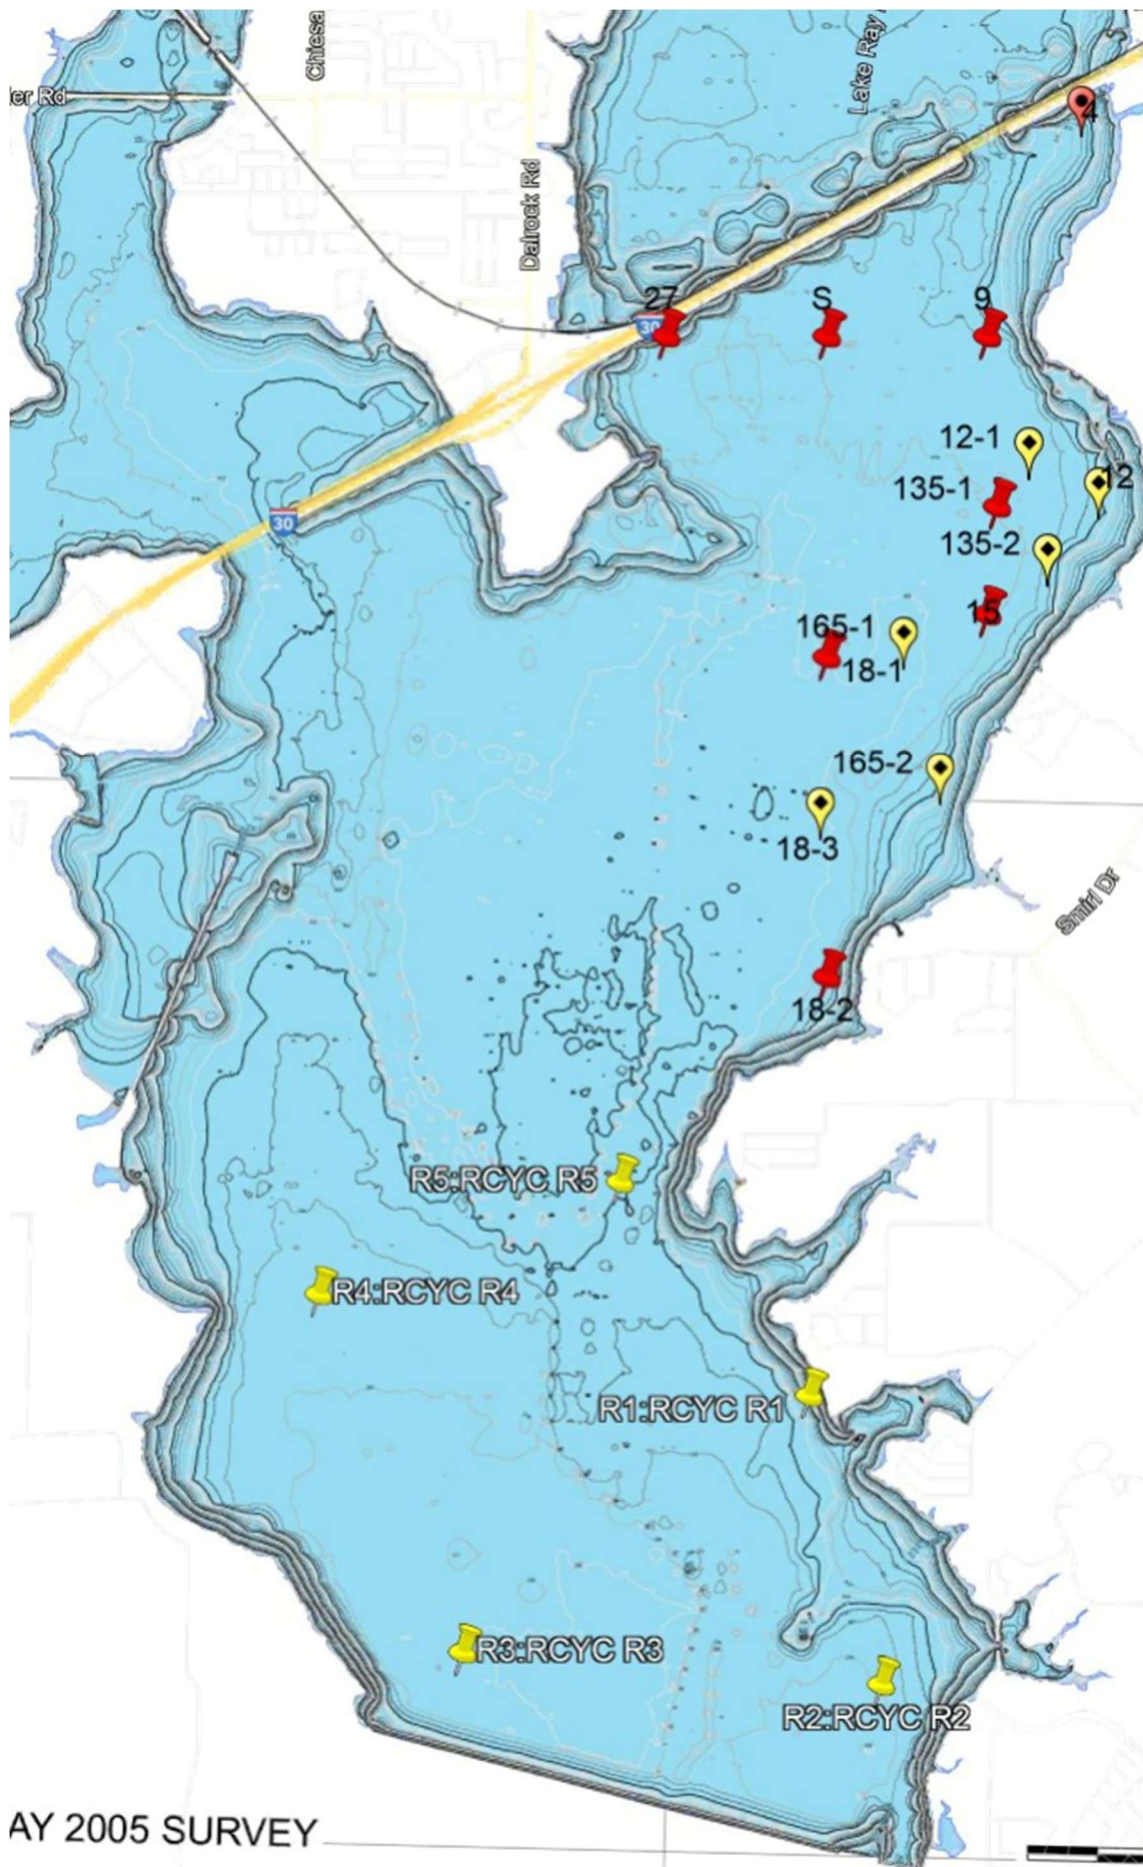 Chiesa
Lake Ray
er Rd
4
Dalrock Rd
27
S
9
30
12-1
12
135-1
30
135-2
15
165-1
18-1
165-2
18-3
Smirl Dr
18-2
R5:RCYC R5
R4:RCYC R4
R1:RCYC R1
R3:RCYC R3
R2:RCYC R2
AY 2005 SURVEY